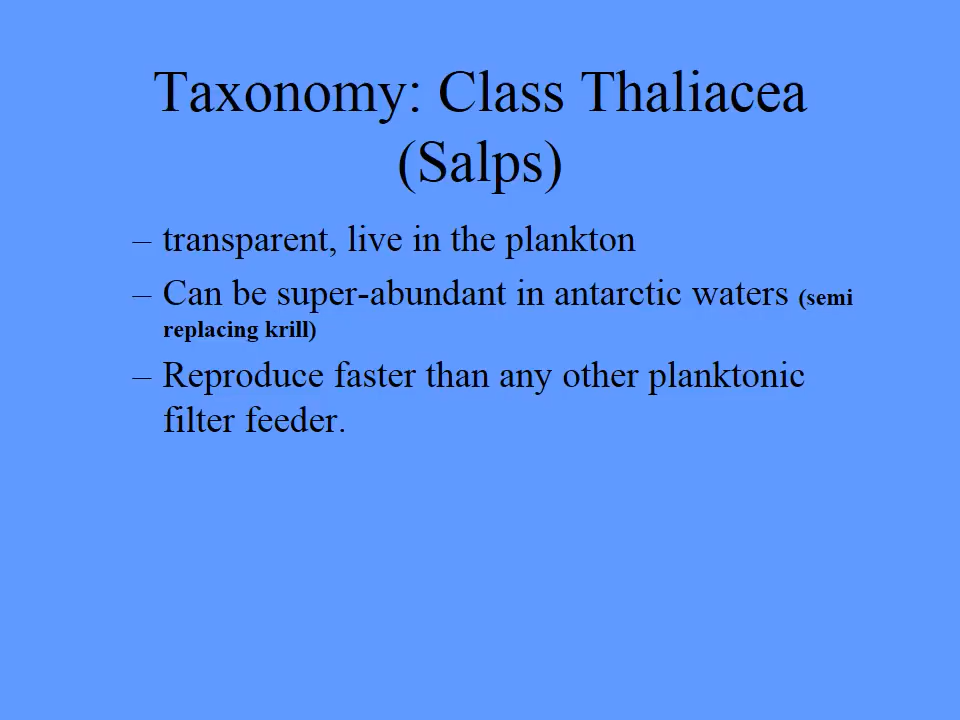 Taxonomy: Class Thaliacea
(Salps)
– transparent, live in the plankton
– Can be super-abundant in antarctic waters (semi
replacing krill)
– Reproduce faster than any other planktonic
filter feeder.